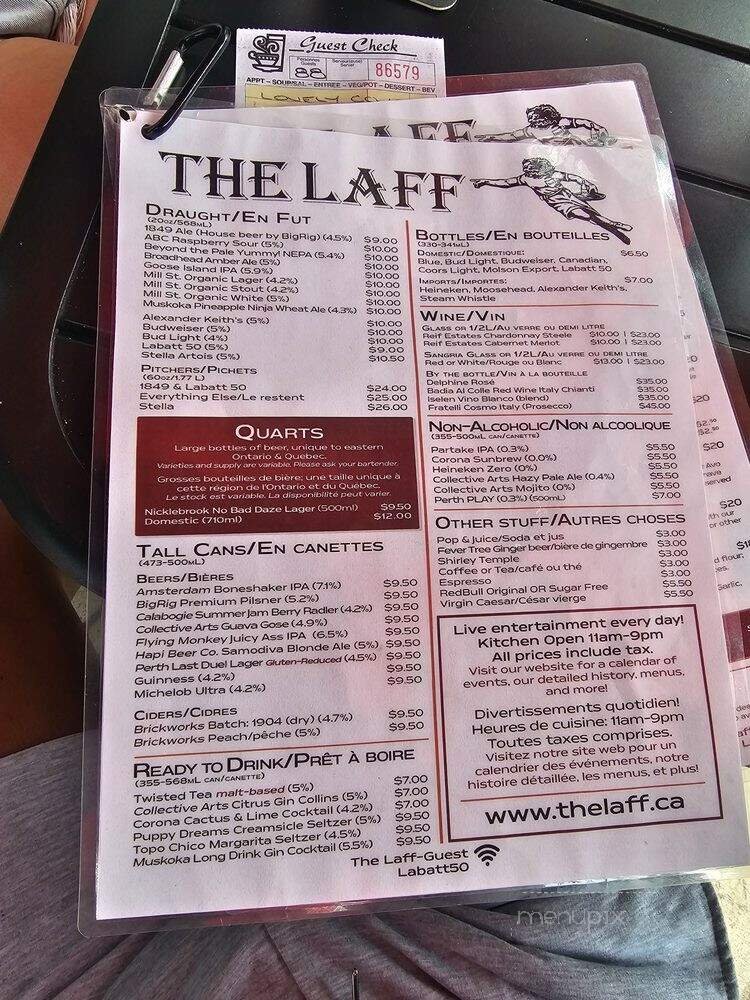 Guest Check
Personnes
Guests
88
Serveur(euse)
Server
86579
APPT - SOUP/SAL - ENTREE - VEG/POT - DESSERT - BEV
LOVELY CO
THE LAFF
DRAUGHT/EN FUT
(20oz/568mL)
1849 Ale (House beer by BigRig) (4.5%) $9.00
ABC Raspberry Sour (5%) $10.00
Beyond the Pale Yummy! NEPA (5.4%) $10.00
Broadhead Amber Ale (5%) $10.00
Goose Island IPA (5.9%) $10.00
Mill St. Organic Lager (4.2%) $10.00
Mill St. Organic Stout (4.2%) $10.00
Mill St. Organic White (5%) $10.00
Muskoka Pineapple Ninja Wheat Ale (4.3%) $10.00
Alexander Keith's (5%) $10.00
Budweiser (5%) $10.00
Bud Light (4%) $10.00
Labatt 50 (5%) $9.00
Stella Artois (5%) $10.50
PITCHERS/PICHETS
(60oz/1.77 L)
1849 & Labatt 50 $24.00
Everything Else/Le restent $25.00
Stella $26.00
QUARTS
Large bottles of beer, unique to eastern
Ontario & Quebec.
Varieties and supply are variable. Please ask your bartender.
Grosses bouteilles de bière; une taille unique à
cette région de l'Ontario et du Québec.
Le stock est variable. La disponibilité peut varier.
Nicklebrook No Bad Daze Lager (500ml) $9.50
Domestic (710ml) $12.00
TALL CANS/EN CANETTES
(473-500mL)
BEERS/BIÈRES
Amsterdam Boneshaker IPA (7.1%) $9.50
BigRig Premium Pilsner (5.2%) $9.50
Calabogie Summer Jam Berry Radler (4.2%) $9.50
Collective Arts Guava Gose (4.9%) $9.50
Flying Monkey Juicy Ass IPA (6.5%) $9.50
Hapi Beer Co. Samodiva Blonde Ale (5%) $9.50
Perth Last Duel Lager Gluten-Reduced (4.5%) $9.50
Guinness (4.2%) $9.50
Michelob Ultra (4.2%) $9.50
CIDERS/CIDRES
Brickworks Batch: 1904 (dry) (4.7%) $9.50
Brickworks Peach/pêche (5%) $9.50
READY TO DRINK/PRÊT À BOIRE
(355-568mL CAN/CANETTE)
Twisted Tea malt-based (5%) $7.00
Collective Arts Citrus Gin Collins (5%) $7.00
Corona Cactus & Lime Cocktail (4.2%) $7.00
Puppy Dreams Creamsicle Seltzer (5%) $9.50
Topo Chico Margarita Seltzer (4.5%) $9.50
Muskoka Long Drink Gin Cocktail (5.5%) $9.50
BOTTLES/EN BOUTEILLES
(330-341mL)
DOMESTIC/DOMESTIQUE: $6.50
Blue, Bud Light, Budweiser, Canadian,
Coors Light, Molson Export, Labatt 50
IMPORTS/IMPORTES: $7.00
Heineken, Moosehead, Alexander Keith's,
Steam Whistle
WINE/VIN
GLASS OR 1/2L/AU VERRE OU DEMI LITRE
Reif Estates Chardonnay Steele $10.00 | $23.00
Reif Estates Cabernet Merlot $10.00 | $23.00
SANGRIA GLASS OR 1/2L/AU VERRE OU DEMI LITRE
Red or White/Rouge ou Blanc $13.00 | $23.00
BY THE BOTTLE/VIN À LA BOUTEILLE
Delphine Rosé $35.00
Badia Al Colle Red Wine Italy Chianti $35.00
Iselen Vino Blanco (blend) $35.00
Fratelli Cosmo Italy (Prosecco) $45.00
NON-ALCOHOLIC/NON ALCOOLIQUE
(355-500mL CAN/CANETTE)
Partake IPA (0.3%) $5.50
Corona Sunbrew (0.0%) $5.50
Heineken Zero (0%) $5.50
Collective Arts Hazy Pale Ale (0.4%) $5.50
Collective Arts Mojito (0%) $5.50
Perth PLAY (0.3%) (500mL) $7.00
OTHER STUFF/AUTRES CHOSES
Pop & Juice/Soda et jus $3.00
Fever Tree Ginger beer/bière de gingembre $3.00
Shirley Temple $3.00
Coffee or Tea/café ou thé $3.00
Espresso $3.00
RedBull Original OR Sugar Free $5.50
Virgin Caesar/César vierge $5.50
Live entertainment every day!
Kitchen Open 11am-9pm
All prices include tax.
Visit our website for a calendar of
events, our detailed history, menus,
and more!
Divertissements quotidien!
Heures de cuisine: 11am-9pm
Toutes taxes comprises.
Visitez notre site web pour un
calendrier des événements, notre
histoire détaillée, les menus, et plus!
www.thelaff.ca
The Laff-Guest
Labatt50
menupix